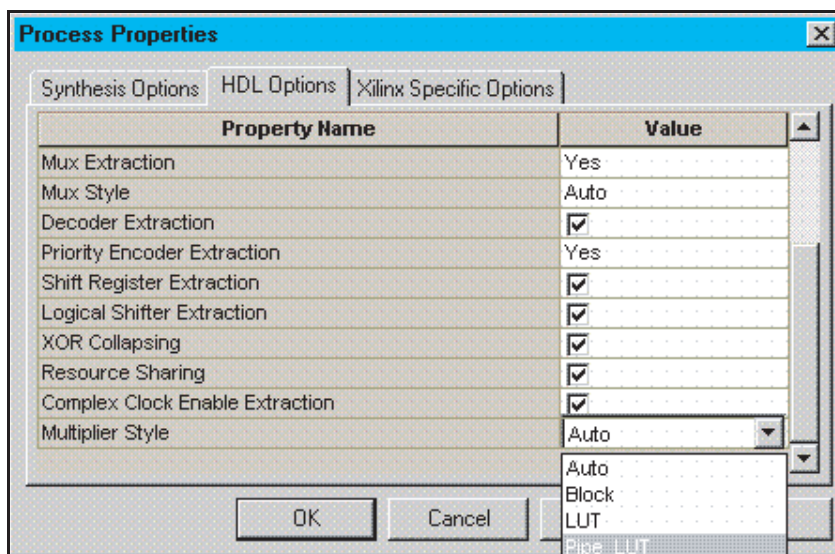 Process Properties
Synthesis Options HDL Options Xilinx Specific Options
Property Name Value
Mux Extraction Yes
Mux Style Auto
Decoder Extraction
Priority Encoder Extraction Yes
Shift Register Extraction
Logical Shifter Extraction
XOR Collapsing
Resource Sharing
Complex Clock Enable Extraction
Multiplier Style Auto
Auto
Block
LUT
Pipe_LUT
OK Cancel